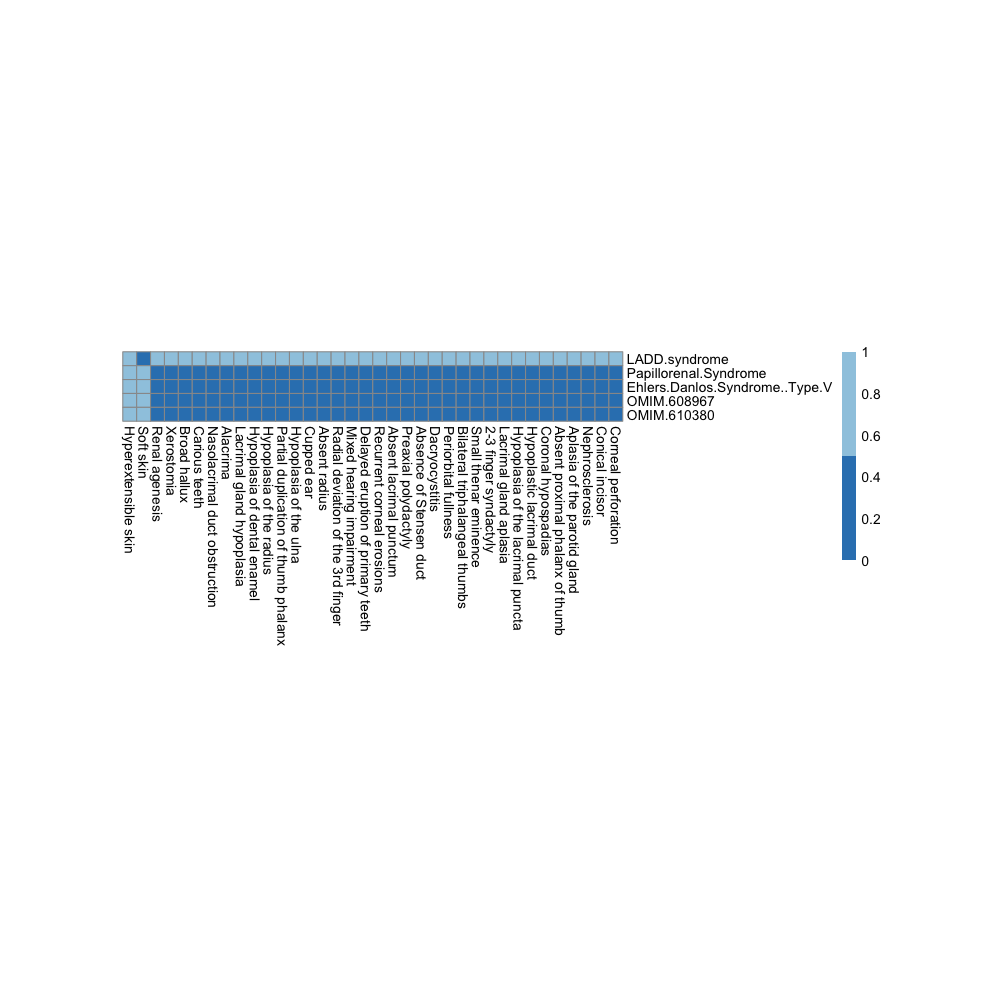 LADD.syndrome
Papillorenal.Syndrome
Ehlers.Danlos.Syndrome..Type.V
OMIM.608967
OMIM.610380
1
0.8
0.6
0.4
0.2
0
Hyperextensible skin
Soft skin
Renal agenesis
Xerostomia
Broad hallux
Carious teeth
Nasolacrimal duct obstruction
Alacrima
Lacrimal gland hypoplasia
Hypoplasia of dental enamel
Hypoplasia of the radius
Partial duplication of thumb phalanx
Hypoplasia of the ulna
Cupped ear
Absent radius
Radial deviation of the 3rd finger
Mixed hearing impairment
Delayed eruption of primary teeth
Recurrent corneal erosions
Absent lacrimal punctum
Preaxial polydactyly
Absence of Stensen duct
Dacryocystitis
Periorbital fullness
Bilateral triphalangeal thumbs
Small thenar eminence
2-3 finger syndactyly
Lacrimal gland aplasia
Hypoplasia of the lacrimal puncta
Hypoplastic lacrimal duct
Coronal hypospadias
Absent proximal phalanx of thumb
Aplasia of the parotid gland
Nephrosclerosis
Conical incisor
Corneal perforation